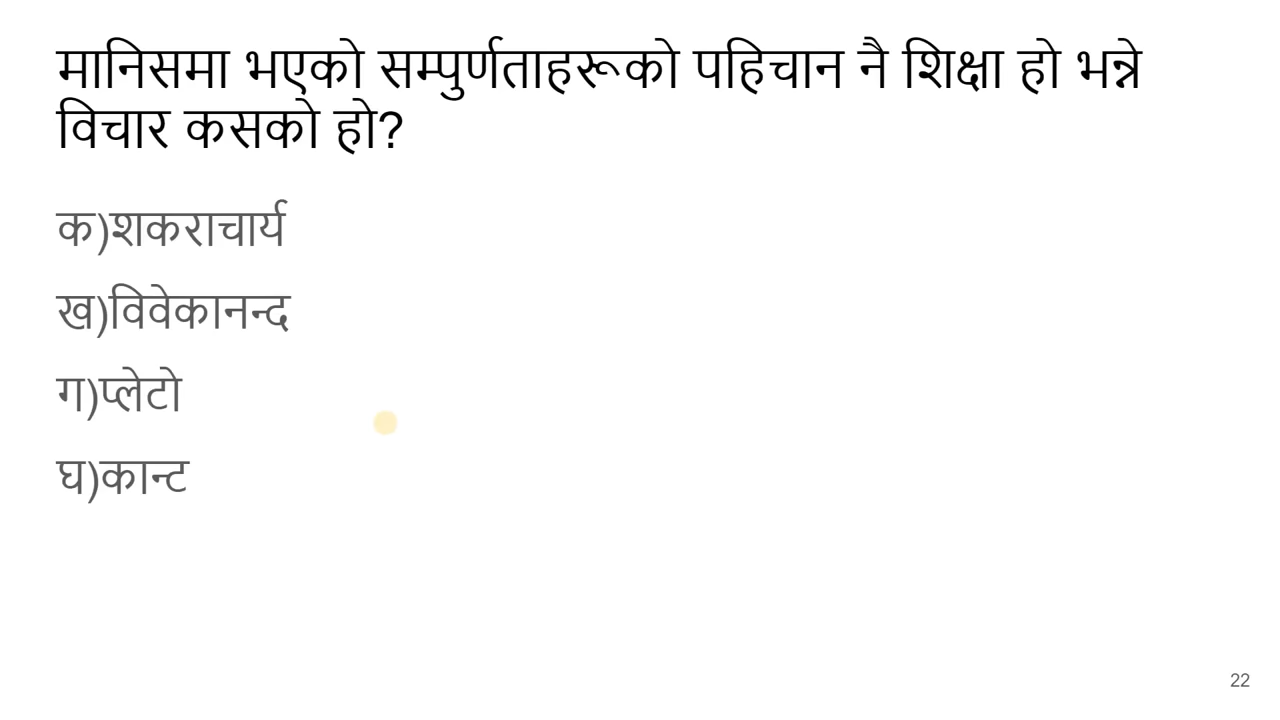 मानिसमा भएको सम्पुर्णताहरूको पहिचान नै शिक्षा हो भन्ने
विचार कसको हो?
क)शकराचार्य
ख)विवेकानन्द
ग)प्लेटो
घ)कान्ट
22